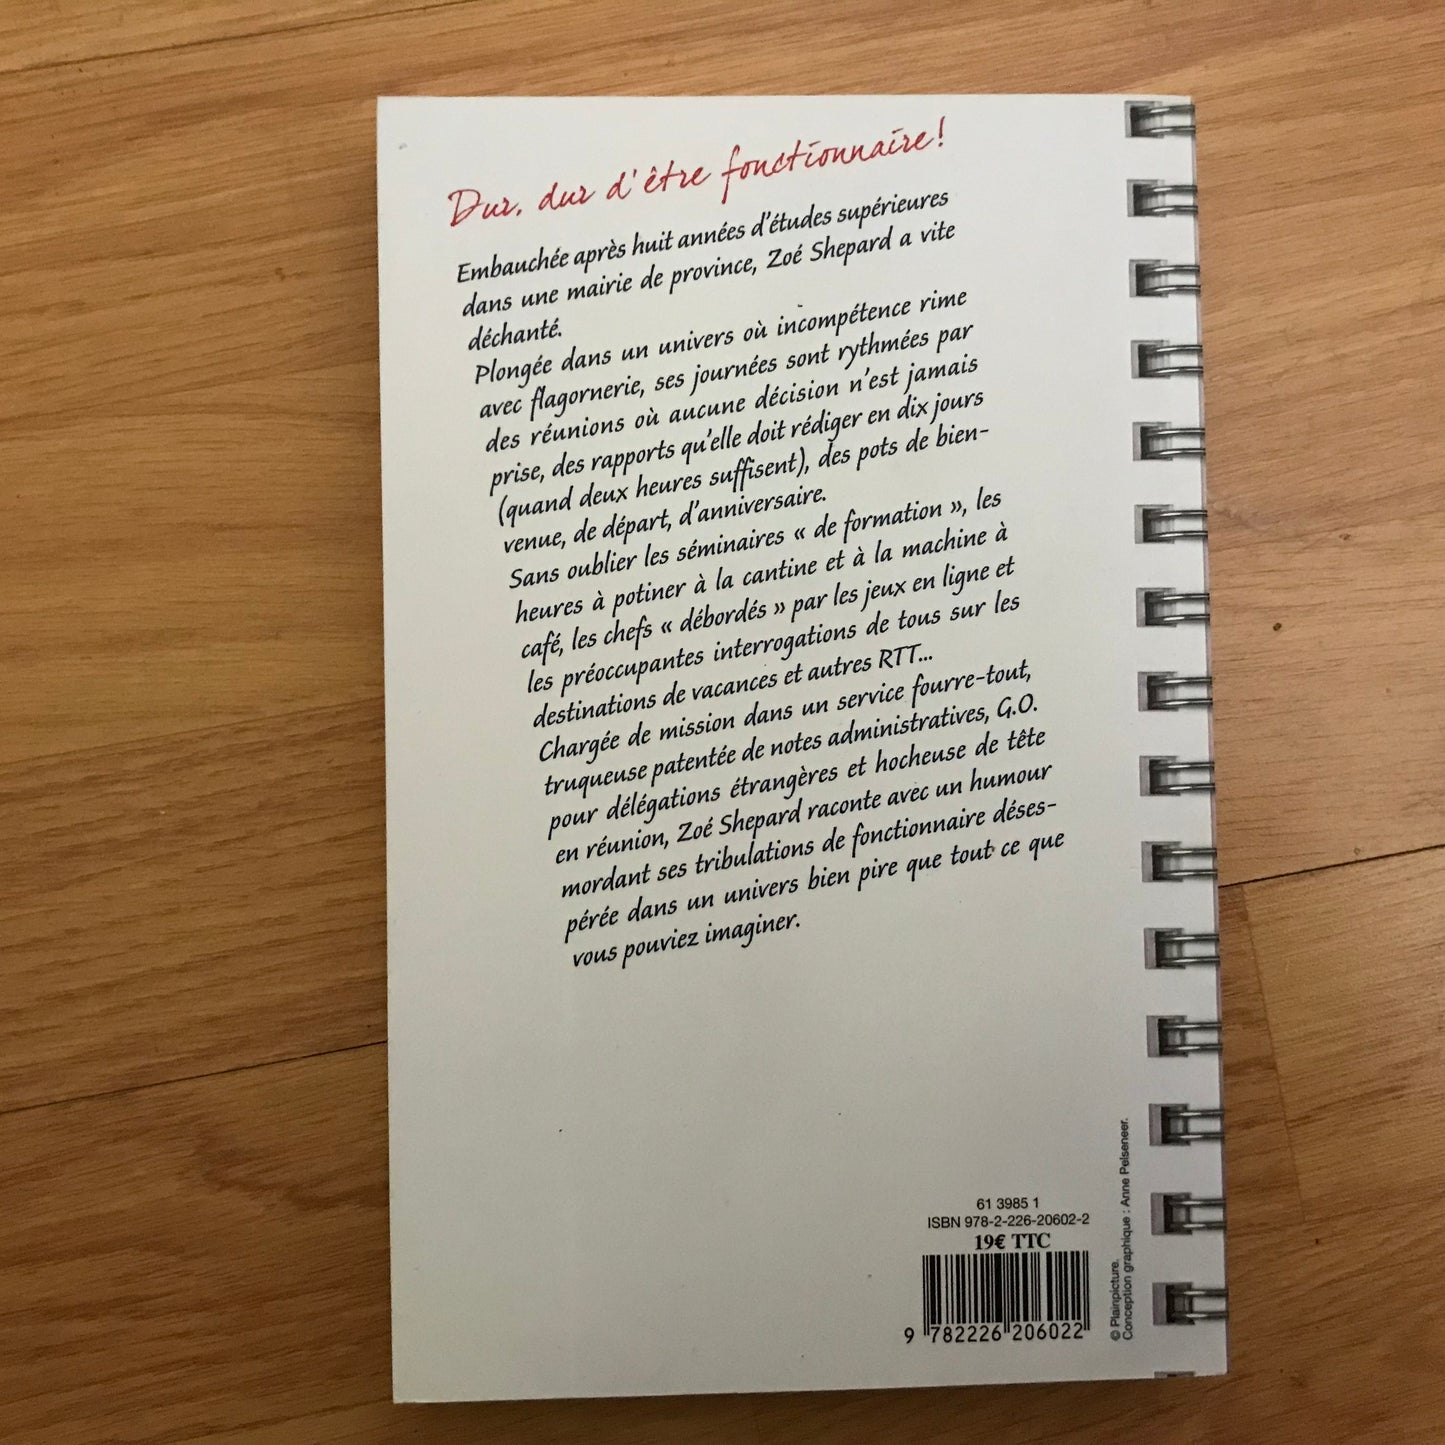 Dur, dur d'être fonctionnaire!
Embauchée après huit années d'études supérieures
dans une mairie de province, Zoé Shepard a vite
déchanté.
Plongée dans un univers où incompétence rime
avec flagornerie, ses journées sont rythmées par
des réunions où aucune décision n'est jamais
prise, des rapports qu'elle doit rédiger en dix jours
(quand deux heures suffisent), des pots de bien-
venue, de départ, d'anniversaire.
Sans oublier les séminaires « de formation », les
heures à potiner à la cantine et à la machine à
café, les chefs « débordés » par les jeux en ligne et
les préoccupantes interrogations de tous sur les
destinations de vacances et autres RTT...
Chargée de mission dans un service fourre-tout,
truqueuse patentée de notes administratives, G.O.
pour délégations étrangères et hocheuse de tête
en réunion, Zoé Shepard raconte avec un humour
mordant ses tribulations de fonctionnaire déses-
pérée dans un univers bien pire que tout ce que
vous pouviez imaginer.
61 3985 1
ISBN 978-2-226-20602-2
19€ TTC
9 782226 206022
© Plainpicture.
Conception graphique : Anne Pelseneer.